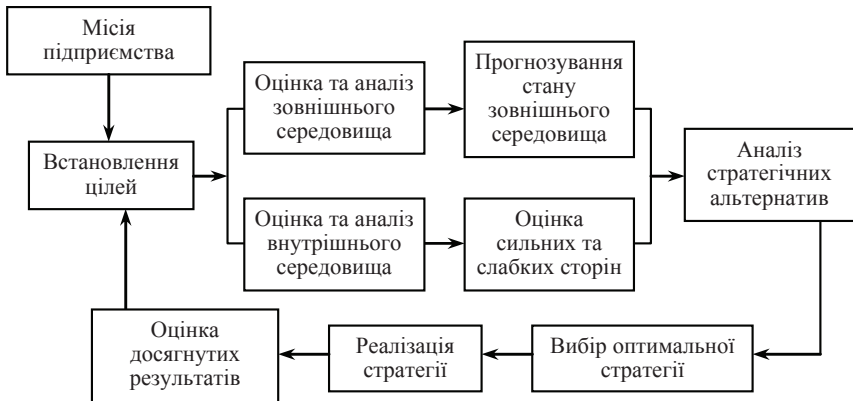 Місія
підприємства
Оцінка та аналіз
зовнішнього
середовища
Прогнозування
стану
зовнішнього
середовища
Встановлення
цілей
Аналіз
стратегічних
альтернатив
Оцінка та аналіз
внутрішнього
середовища
Оцінка
сильних та
слабких сторін
Оцінка
досягнутих
результатів
Реалізація
стратегії
Вибір оптимальної
стратегії